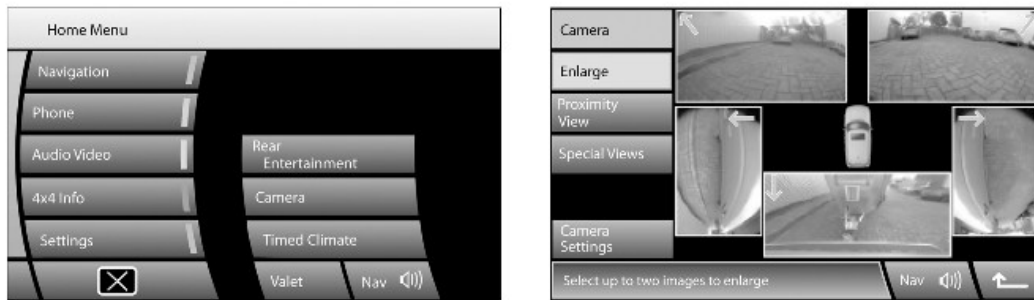 Home Menu
Navigation
Phone
Audio Video
4x4 Info
Settings
Rear
Entertainment
Camera
Timed Climate
Valet
Nav
Camera
Enlarge
Proximity
View
Special Views
Camera
Settings
Select up to two images to enlarge
Nav